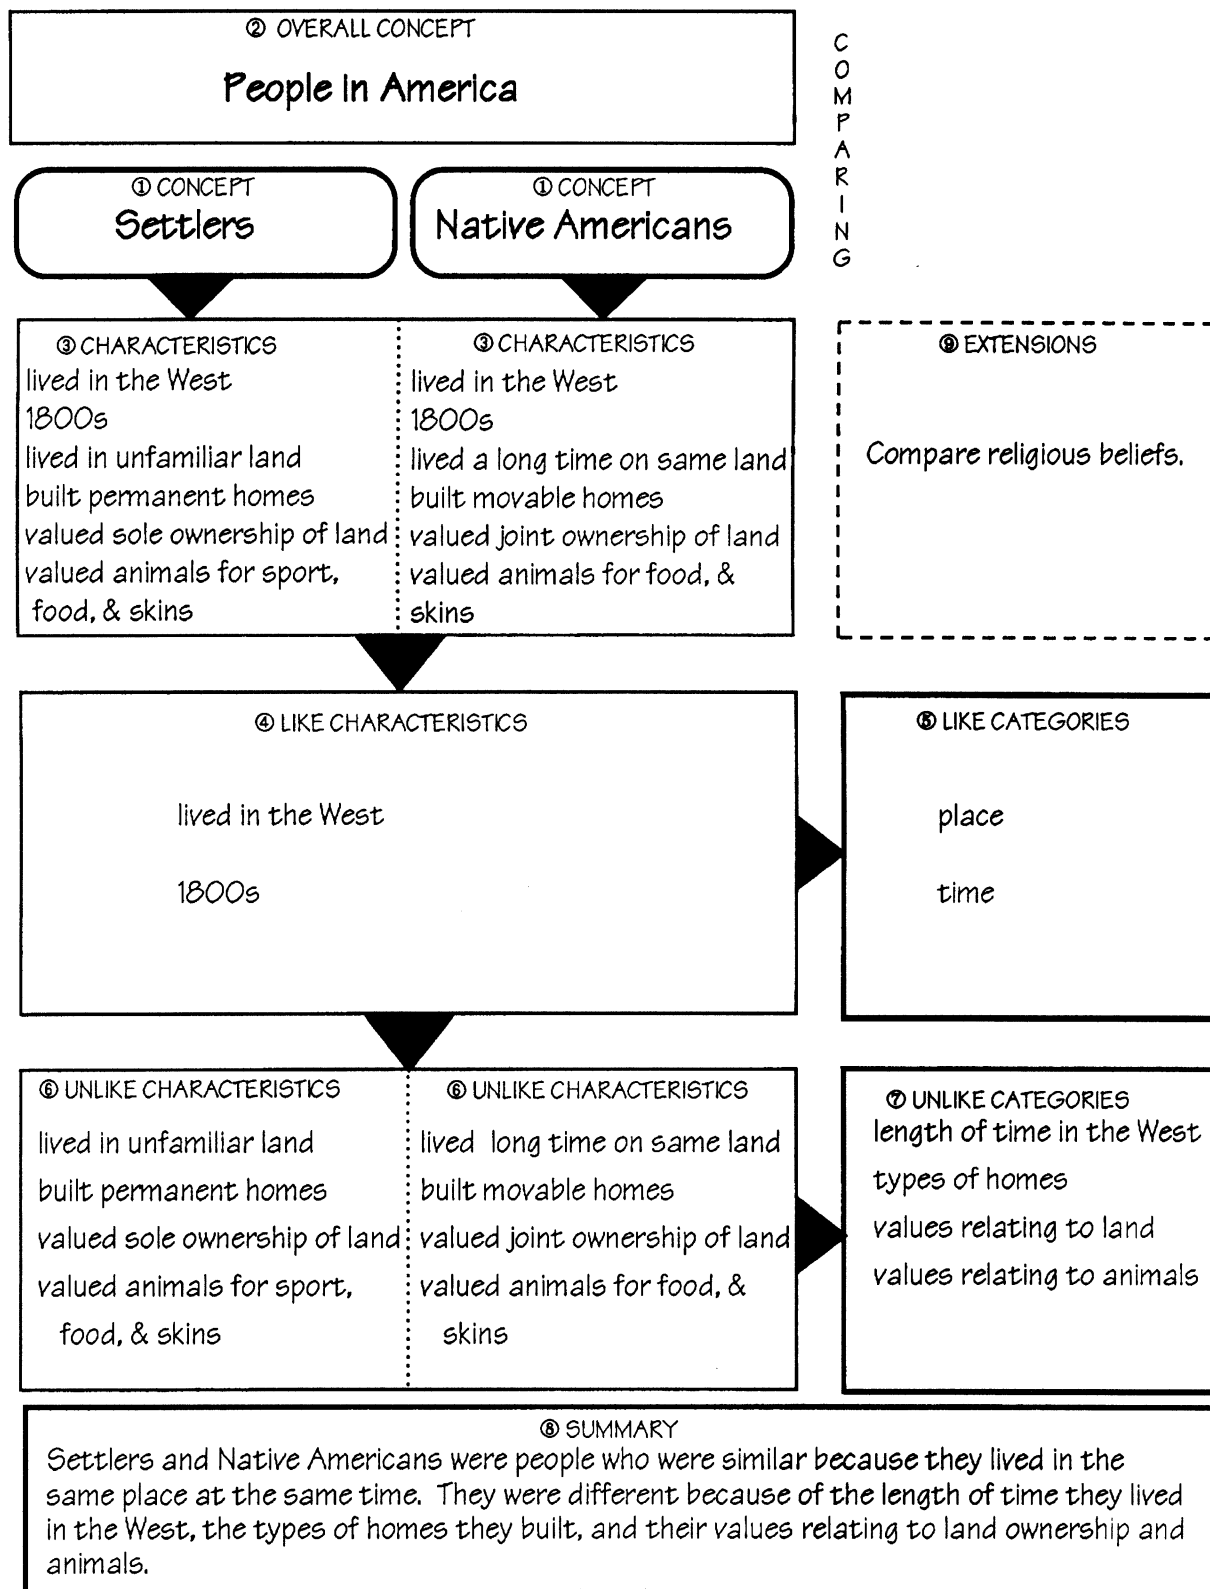 ② OVERALL CONCEPT
People in America
COMPARING
① CONCEPT
Settlers
① CONCEPT
Native Americans
③ CHARACTERISTICS
lived in the West
1800s
lived in unfamiliar land
built permanent homes
valued sole ownership of land
valued animals for sport,
food, & skins
③ CHARACTERISTICS
lived in the West
1800s
lived a long time on same land
built movable homes
valued joint ownership of land
valued animals for food, &
skins
⑨ EXTENSIONS
Compare religious beliefs.
④ LIKE CHARACTERISTICS
lived in the West
1800s
⑤ LIKE CATEGORIES
place
time
⑥ UNLIKE CHARACTERISTICS
lived in unfamiliar land
built permanent homes
valued sole ownership of land
valued animals for sport,
food, & skins
⑥ UNLIKE CHARACTERISTICS
lived long time on same land
built movable homes
valued joint ownership of land
valued animals for food, &
skins
⑦ UNLIKE CATEGORIES
length of time in the West
types of homes
values relating to land
values relating to animals
⑧ SUMMARY
Settlers and Native Americans were people who were similar because they lived in the
same place at the same time. They were different because of the length of time they lived
in the West, the types of homes they built, and their values relating to land ownership and
animals.